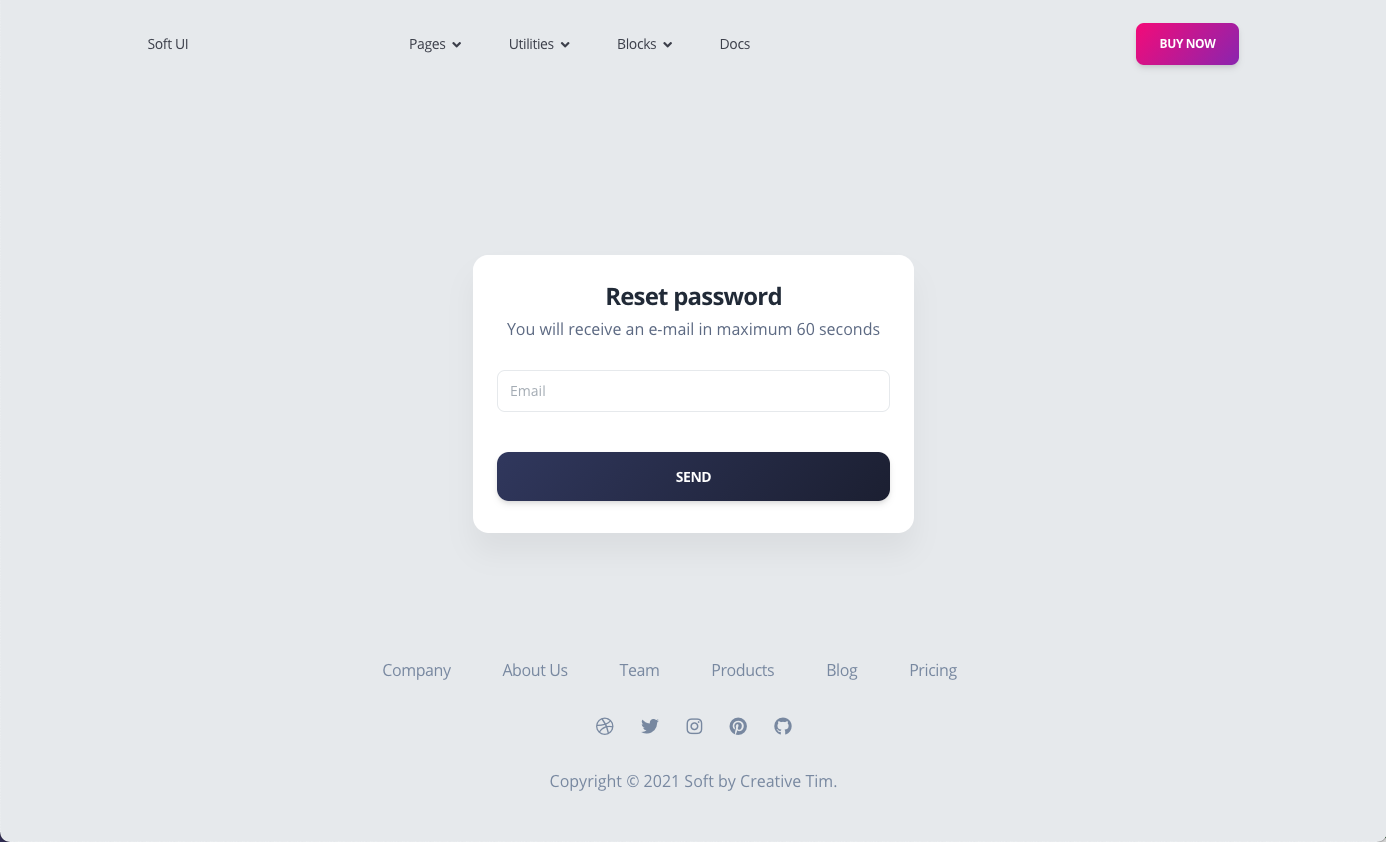 Soft UI Pages Utilities Blocks Docs BUY NOW
Reset password
You will receive an e-mail in maximum 60 seconds
Email
SEND
Company About Us Team Products Blog Pricing
Copyright © 2021 Soft by Creative Tim.